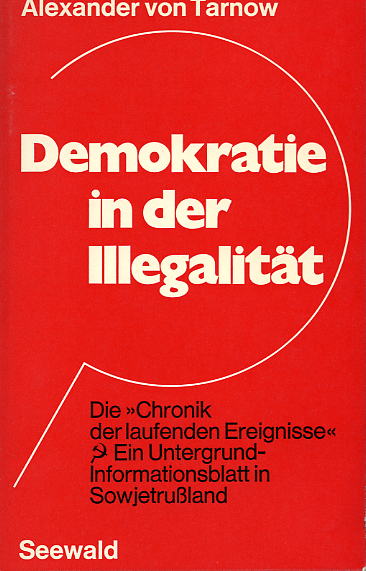 Alexander von Tarnow
Demokratie
in der
Illegalität
Die »Chronik
der laufenden Ereignisse«
☭ Ein Untergrund-
Informationsblatt in
Sowjetrußland
Seewald